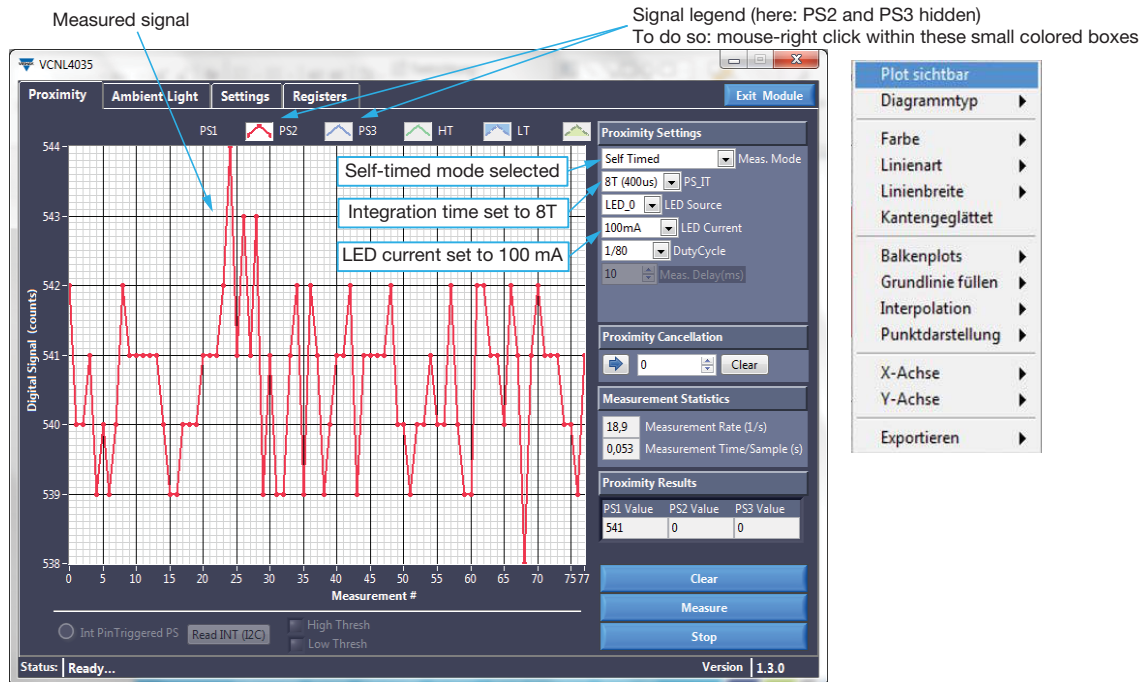 Measured signal
Signal legend (here: PS2 and PS3 hidden)
To do so: mouse-right click within these small colored boxes
VCNL4035
Proximity Ambient Light Settings Registers Exit Module
PS1 PS2 PS3 HT LT
Digital Signal (counts)
544
543
542
541
540
539
538
0 5 10 15 20 25 30 35 40 45 50 55 60 65 70 75 77
Measurement #
Self-timed mode selected
Integration time set to 8T
LED current set to 100 mA
Proximity Settings
Self Timed Meas. Mode
8T (400us) PS_IT
LED_0 LED Source
100mA LED Current
1/80 DutyCycle
10 Meas. Delay(ms)
Proximity Cancellation
0 Clear
Measurement Statistics
18,9 Measurement Rate (1/s)
0,053 Measurement Time/Sample (s)
Proximity Results
PS1 Value PS2 Value PS3 Value
541 0 0
Clear
Measure
Stop
Int PinTriggered PS Read INT (I2C)
High Thresh
Low Thresh
Status: Ready... Version 1.3.0
Plot sichtbar
Diagrammtyp
Farbe
Linienart
Linienbreite
Kantengeglättet
Balkenplots
Grundlinie füllen
Interpolation
Punktdarstellung
X-Achse
Y-Achse
Exportieren